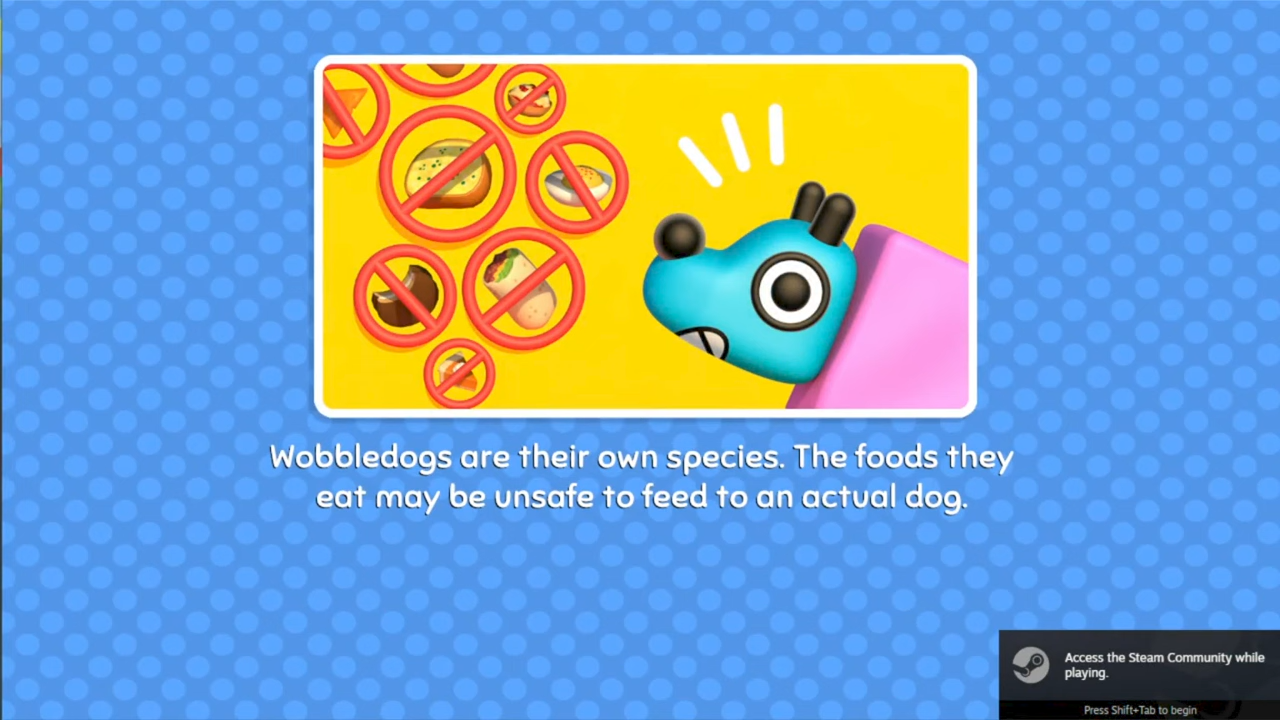 Wobbledogs are their own species. The foods they
eat may be unsafe to feed to an actual dog.
Access the Steam Community while
playing.
Press Shift+Tab to begin